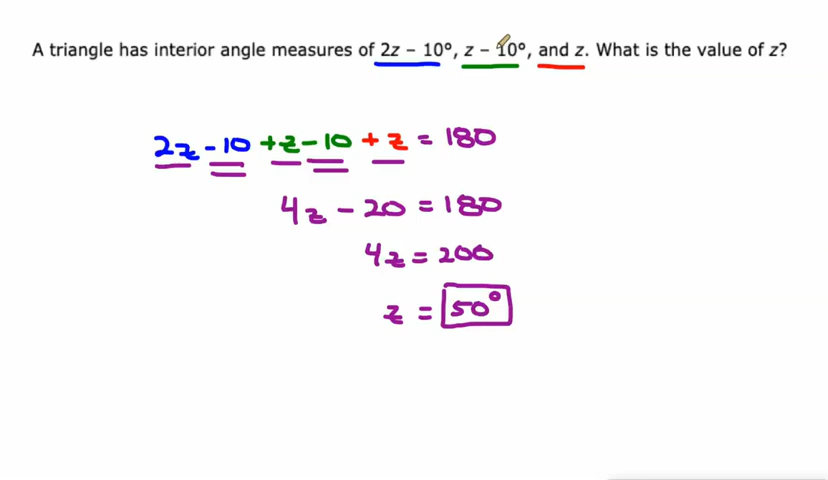 A triangle has interior angle measures of 2z – 10°, z – 10°, and z. What is the value of z?
2z - 10 + z - 10 + z = 180
4z - 20 = 180
4z = 200
z = 50°